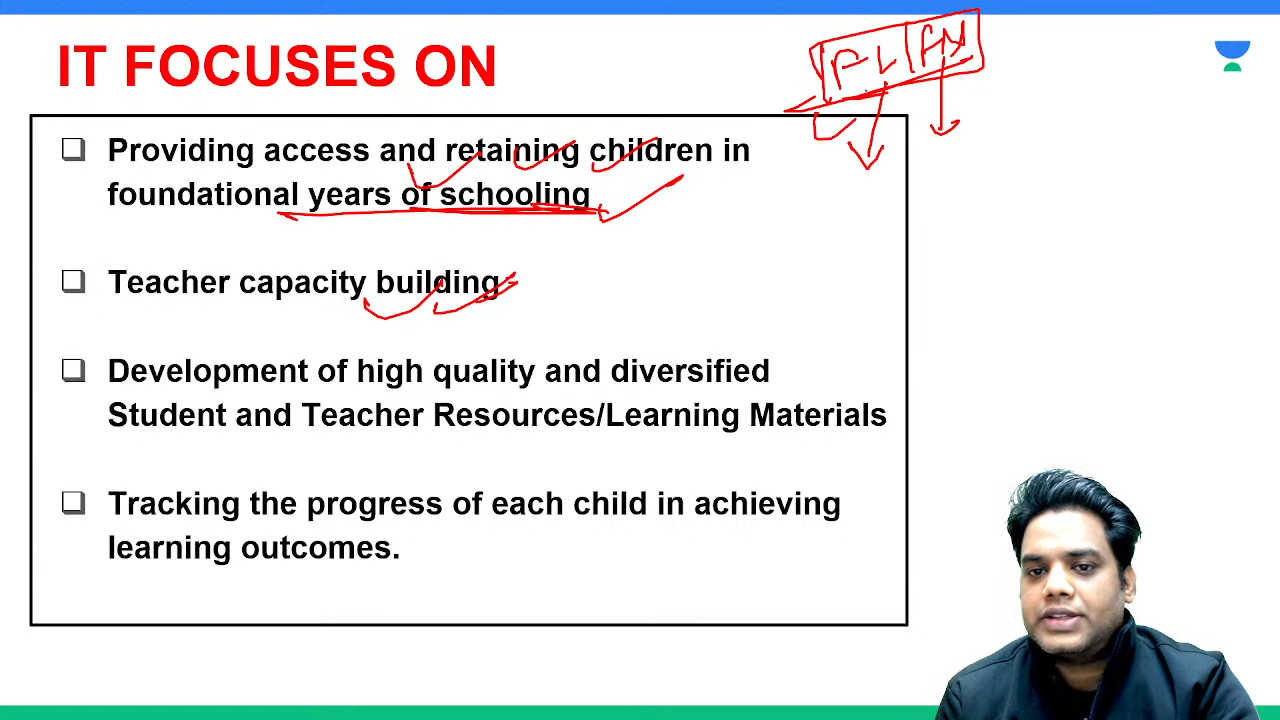 IT FOCUSES ON
FL FN
Providing access and retaining children in
foundational years of schooling
Teacher capacity building
Development of high quality and diversified
Student and Teacher Resources/Learning Materials
Tracking the progress of each child in achieving
learning outcomes.